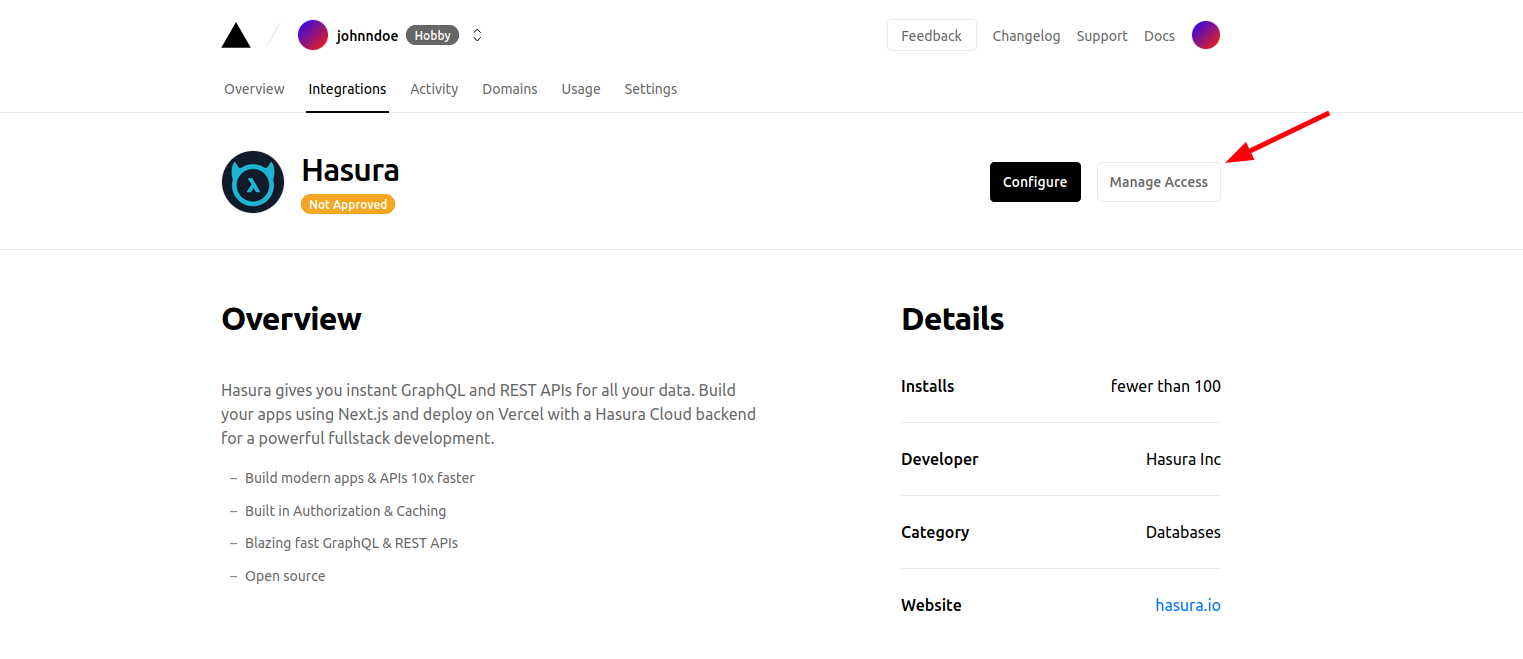 johnndoe Hobby Feedback Changelog Support Docs
Overview Integrations Activity Domains Usage Settings
Hasura
Not Approved
Configure Manage Access
Overview
Hasura gives you instant GraphQL and REST APIs for all your data. Build
your apps using Next.js and deploy on Vercel with a Hasura Cloud backend
for a powerful fullstack development.
– Build modern apps & APIs 10x faster
– Built in Authorization & Caching
– Blazing fast GraphQL & REST APIs
– Open source
Details
Installs fewer than 100
Developer Hasura Inc
Category Databases
Website hasura.io